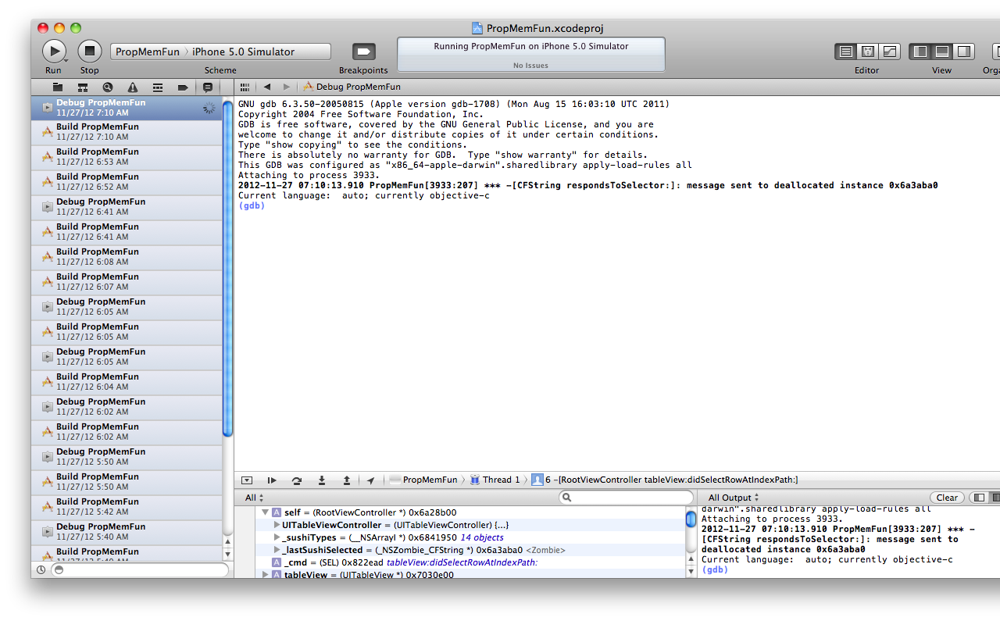 PropMemFun.xcodeproj
PropMemFun 〉 iPhone 5.0 Simulator
Running PropMemFun on iPhone 5.0 Simulator
No Issues
Run Stop Scheme Breakpoints Editor View Orga
Debug PropMemFun
Debug PropMemFun
11/27/12 7:10 AM
Build PropMemFun
11/27/12 7:10 AM
Build PropMemFun
11/27/12 6:53 AM
Build PropMemFun
11/27/12 6:52 AM
Debug PropMemFun
11/27/12 6:41 AM
Build PropMemFun
11/27/12 6:41 AM
Build PropMemFun
11/27/12 6:08 AM
Build PropMemFun
11/27/12 6:07 AM
Debug PropMemFun
11/27/12 6:05 AM
Build PropMemFun
11/27/12 6:05 AM
Debug PropMemFun
11/27/12 6:05 AM
Build PropMemFun
11/27/12 6:04 AM
Debug PropMemFun
11/27/12 6:02 AM
Build PropMemFun
11/27/12 6:02 AM
Debug PropMemFun
11/27/12 5:50 AM
Build PropMemFun
11/27/12 5:50 AM
Build PropMemFun
11/27/12 5:42 AM
Debug PropMemFun
11/27/12 5:40 AM
Build PropMemFun
GNU gdb 6.3.50-20050815 (Apple version gdb-1708) (Mon Aug 15 16:03:10 UTC 2011)
Copyright 2004 Free Software Foundation, Inc.
GDB is free software, covered by the GNU General Public License, and you are
welcome to change it and/or distribute copies of it under certain conditions.
Type "show copying" to see the conditions.
There is absolutely no warranty for GDB.  Type "show warranty" for details.
This GDB was configured as "x86_64-apple-darwin".sharedlibrary apply-load-rules all
Attaching to process 3933.
2012-11-27 07:10:13.910 PropMemFun[3933:207] *** -[CFString respondsToSelector:]: message sent to deallocated instance 0x6a3aba0
Current language:  auto; currently objective-c
(gdb)
PropMemFun 〉 Thread 1 〉 6 -[RootViewController tableView:didSelectRowAtIndexPath:]
All
A self = (RootViewController *) 0x6a28b00
UITableViewController = (UITableViewController) {...}
_sushiTypes = (__NSArrayI *) 0x6841950 14 objects
_lastSushiSelected = (_NSZombie_CFString *) 0x6a3aba0 <Zombie>
A _cmd = (SEL) 0x822ead tableView:didSelectRowAtIndexPath:
A tableView = (UITableView *) 0x7030e00
All Output Clear
darwin".sharedlibrary apply-load-rules all
Attaching to process 3933.
2012-11-27 07:10:13.910 PropMemFun[3933:207] *** -
[CFString respondsToSelector:]: message sent to
deallocated instance 0x6a3aba0
Current language:  auto; currently objective-c
(gdb)